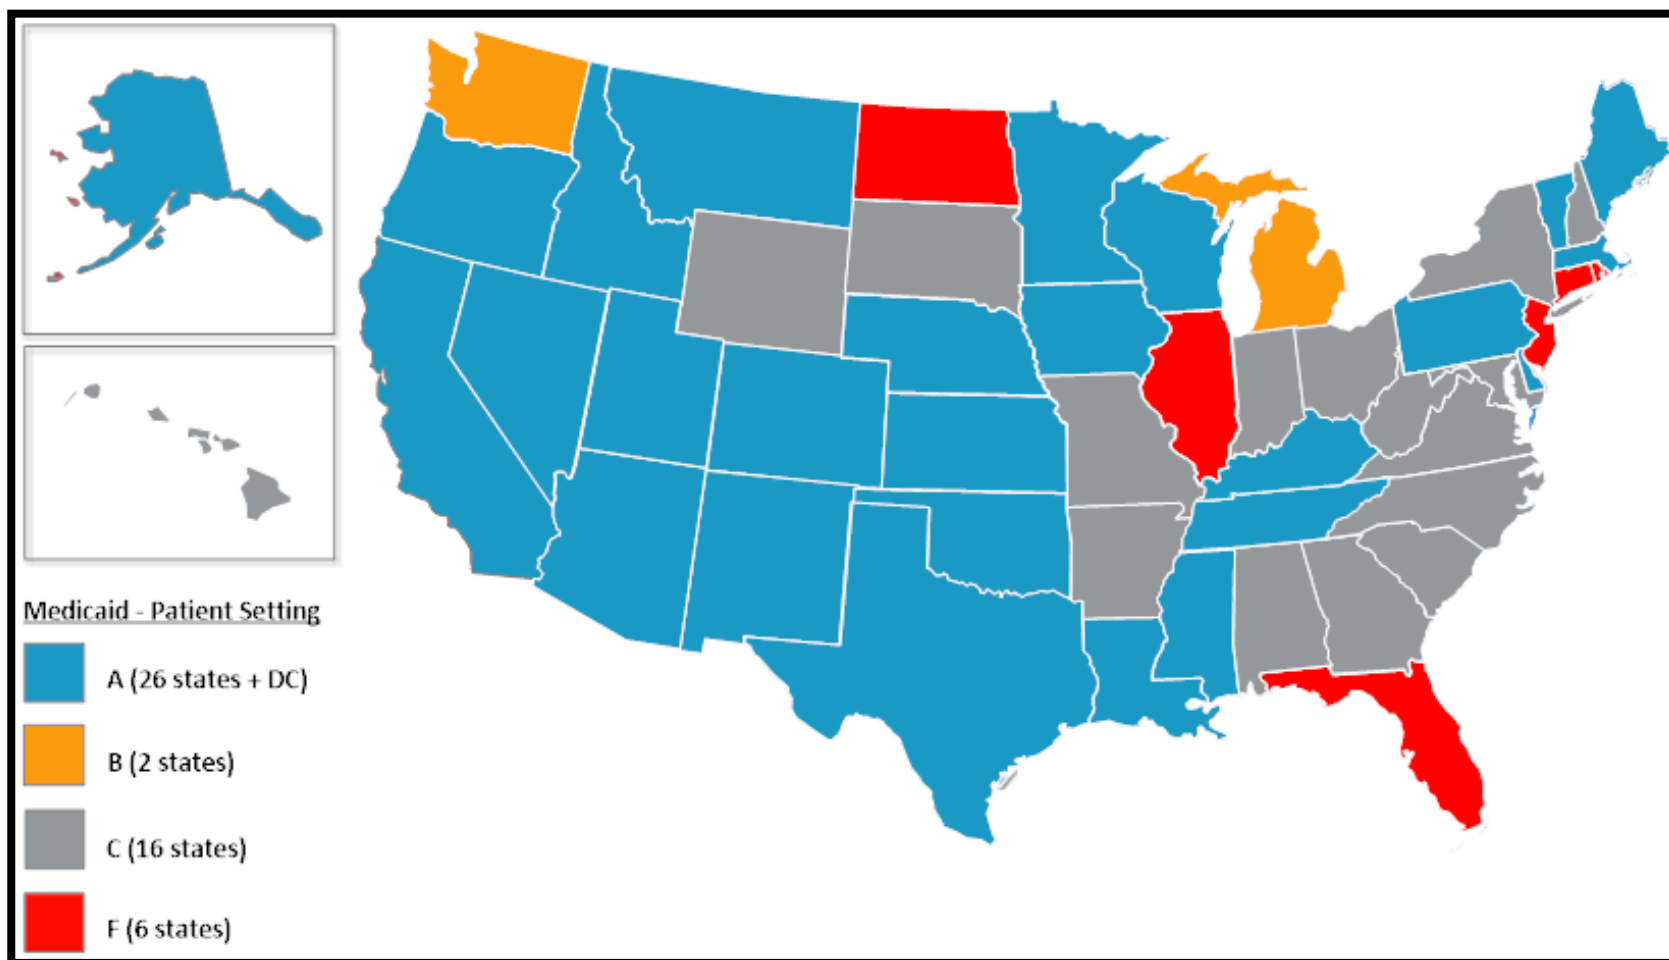 Medicaid - Patient Setting
A (26 states + DC)
B (2 states)
C (16 states)
F (6 states)